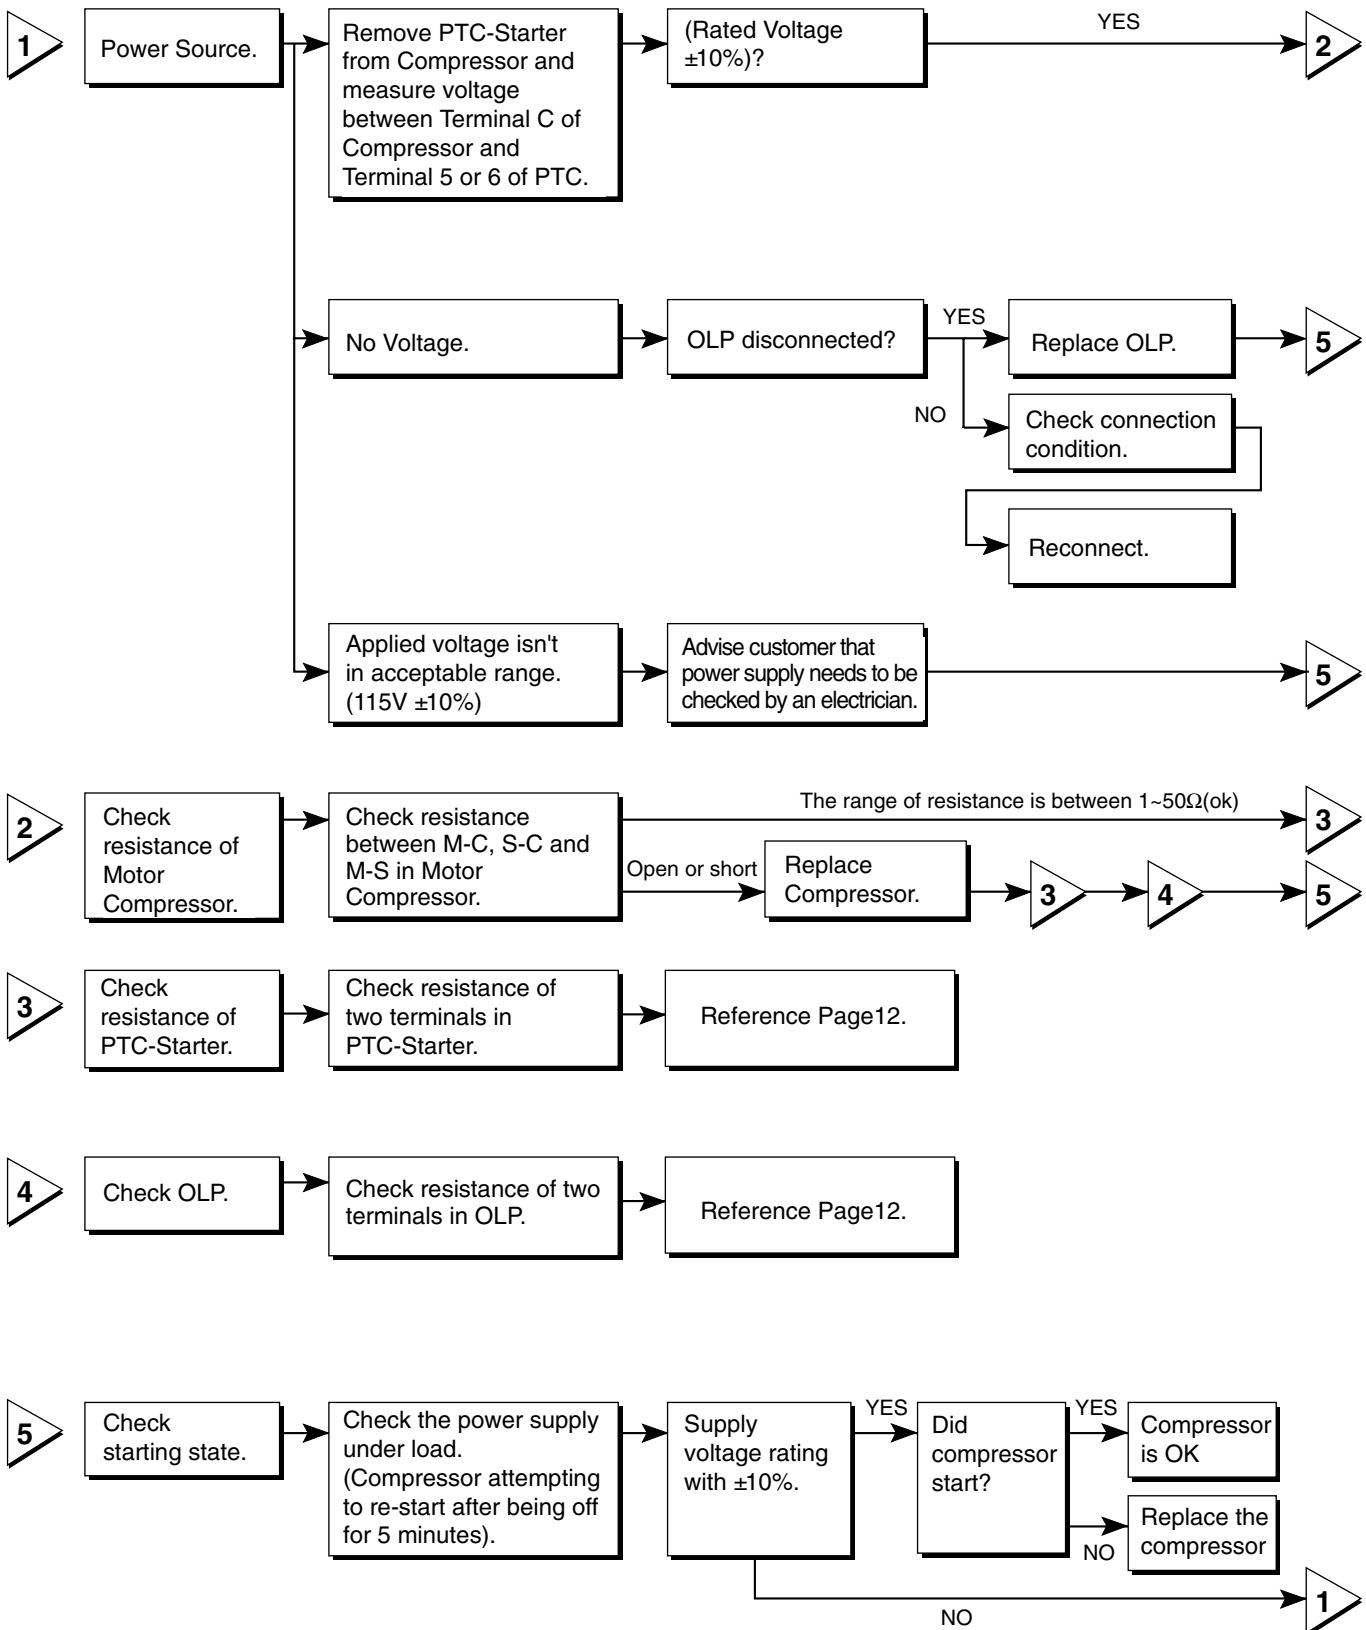 1
Power Source.
Remove PTC-Starter
from Compressor and
measure voltage
between Terminal C of
Compressor and
Terminal 5 or 6 of PTC.
(Rated Voltage
±10%)?
YES
2
No Voltage.
OLP disconnected?
YES
Replace OLP.
5
NO
Check connection
condition.
Reconnect.
Applied voltage isn't
in acceptable range.
(115V ±10%)
Advise customer that
power supply needs to be
checked by an electrician.
5
2
Check
resistance of
Motor
Compressor.
Check resistance
between M-C, S-C and
M-S in Motor
Compressor.
The range of resistance is between 1~50Ω(ok)
3
Open or short
Replace
Compressor.
3
4
5
3
Check
resistance of
PTC-Starter.
Check resistance of
two terminals in
PTC-Starter.
Reference Page12.
4
Check OLP.
Check resistance of two
terminals in OLP.
Reference Page12.
5
Check
starting state.
Check the power supply
under load.
(Compressor attempting
to re-start after being off
for 5 minutes).
Supply
voltage rating
with ±10%.
YES
Did
compressor
start?
YES
Compressor
is OK
NO
Replace the
compressor
NO
1